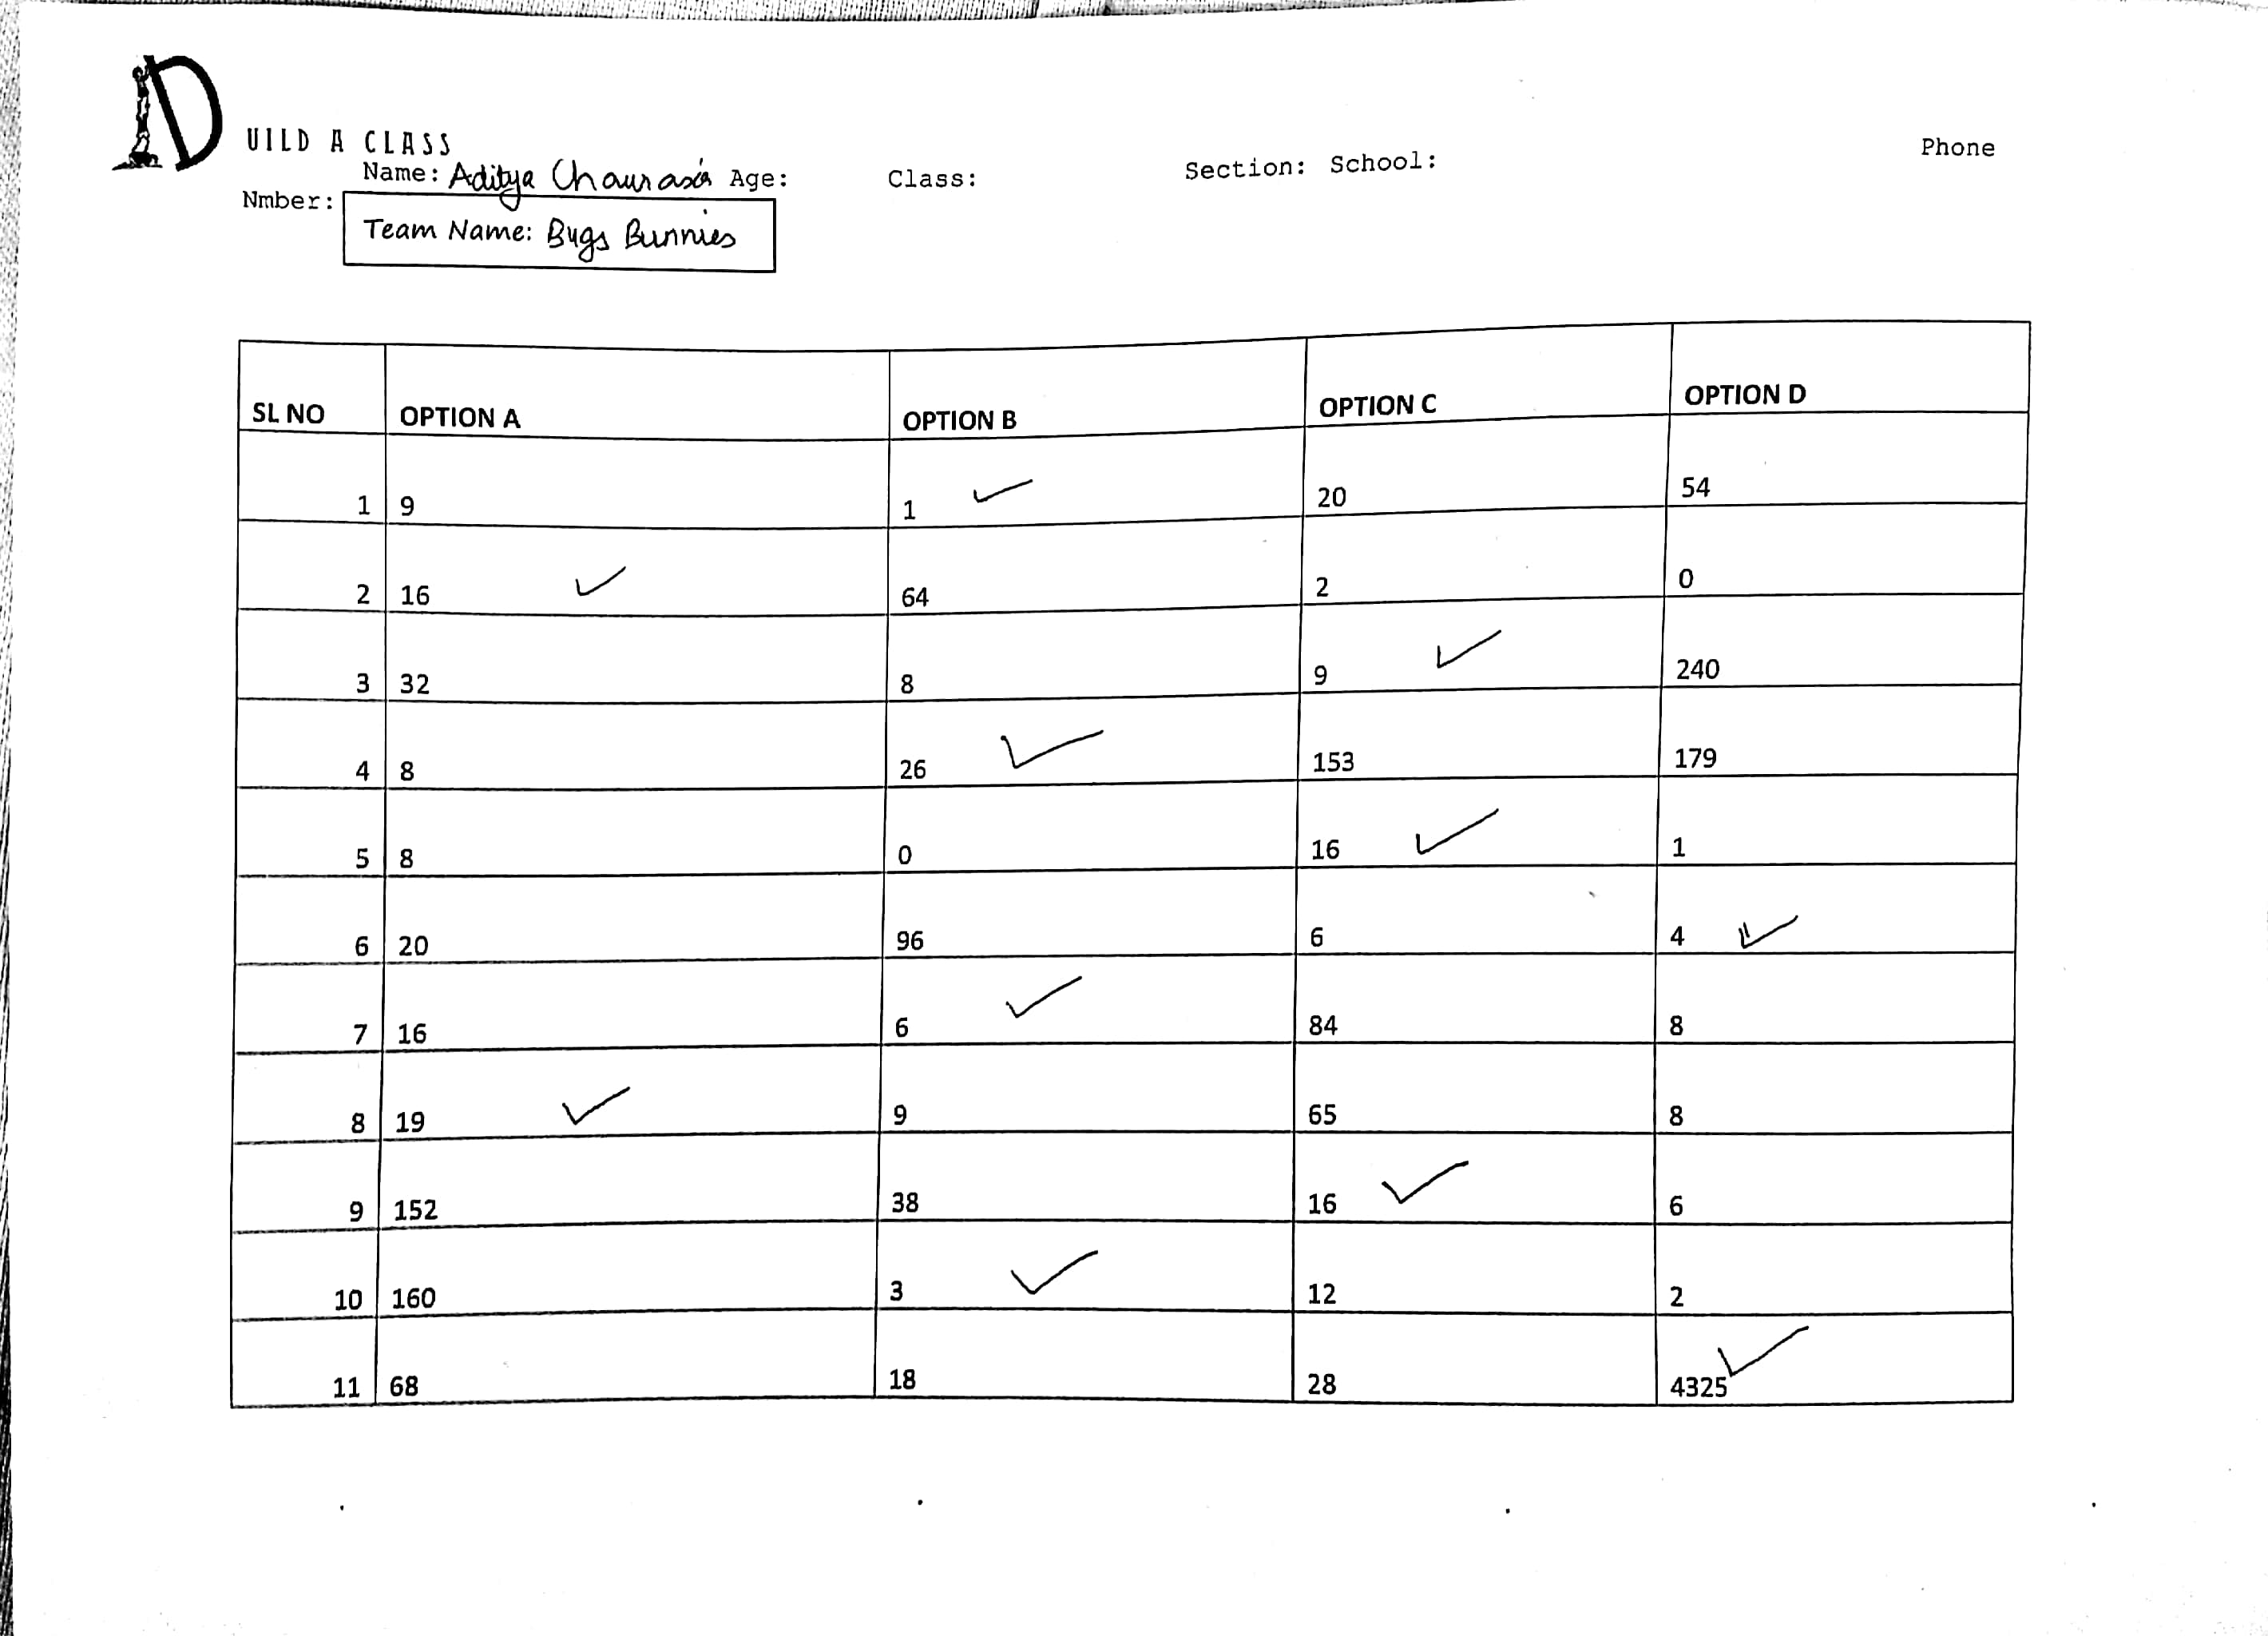 D
UILD A CLASS
Name: Aditya Chaurasia Age: Class: Section: School: Phone
Nmber:
Team Name: Bugs Bunnies
SL NO OPTION A OPTION B OPTION C OPTION D
1 9 1 ✓ 20 54
2 16 ✓ 64 2 0
3 32 8 9 ✓ 240
4 8 26 ✓ 153 179
5 8 0 16 ✓ 1
6 20 96 6 4 ✓
7 16 6 ✓ 84 8
8 19 ✓ 9 65 8
9 152 38 16 ✓ 6
10 160 3 ✓ 12 2
11 68 18 28 4325 ✓